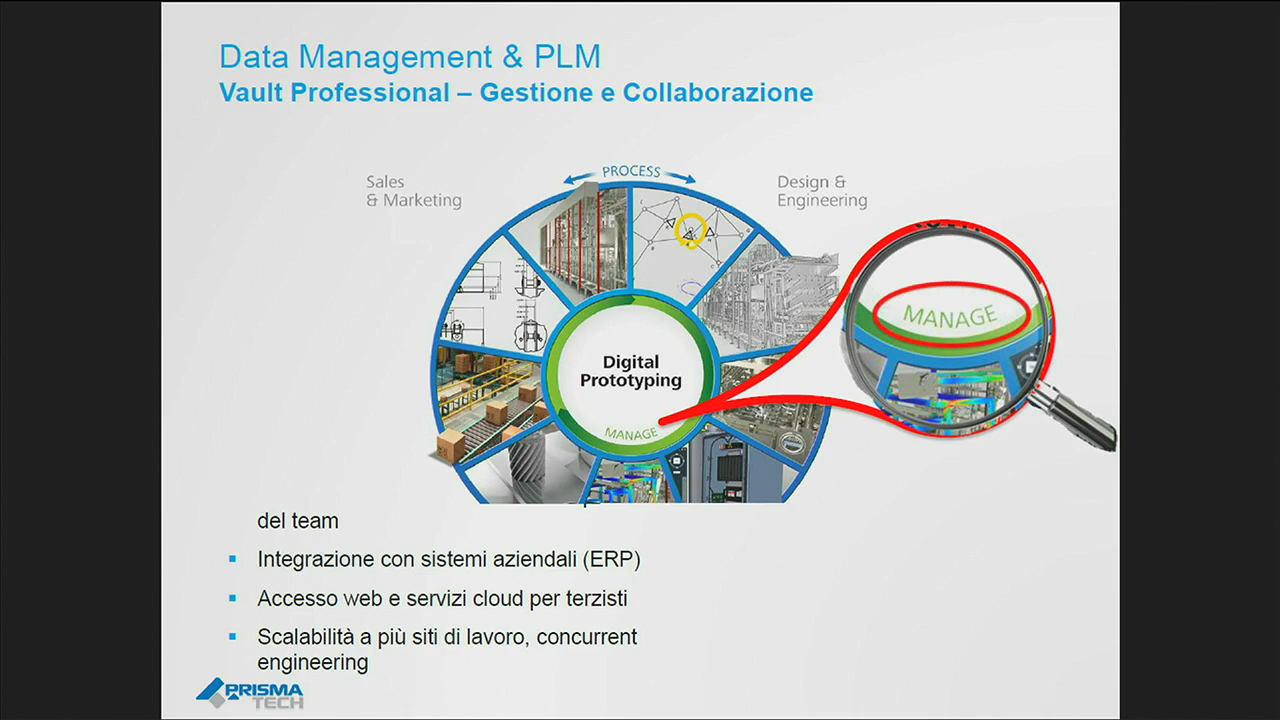 Data Management & PLM
Vault Professional – Gestione e Collaborazione
PROCESS
Sales
& Marketing
Design &
Engineering
MANAGE
Digital
Prototyping
MANAGE
del team
Integrazione con sistemi aziendali (ERP)
Accesso web e servizi cloud per terzisti
Scalabilità a più siti di lavoro, concurrent
engineering
PRISMA
TECH